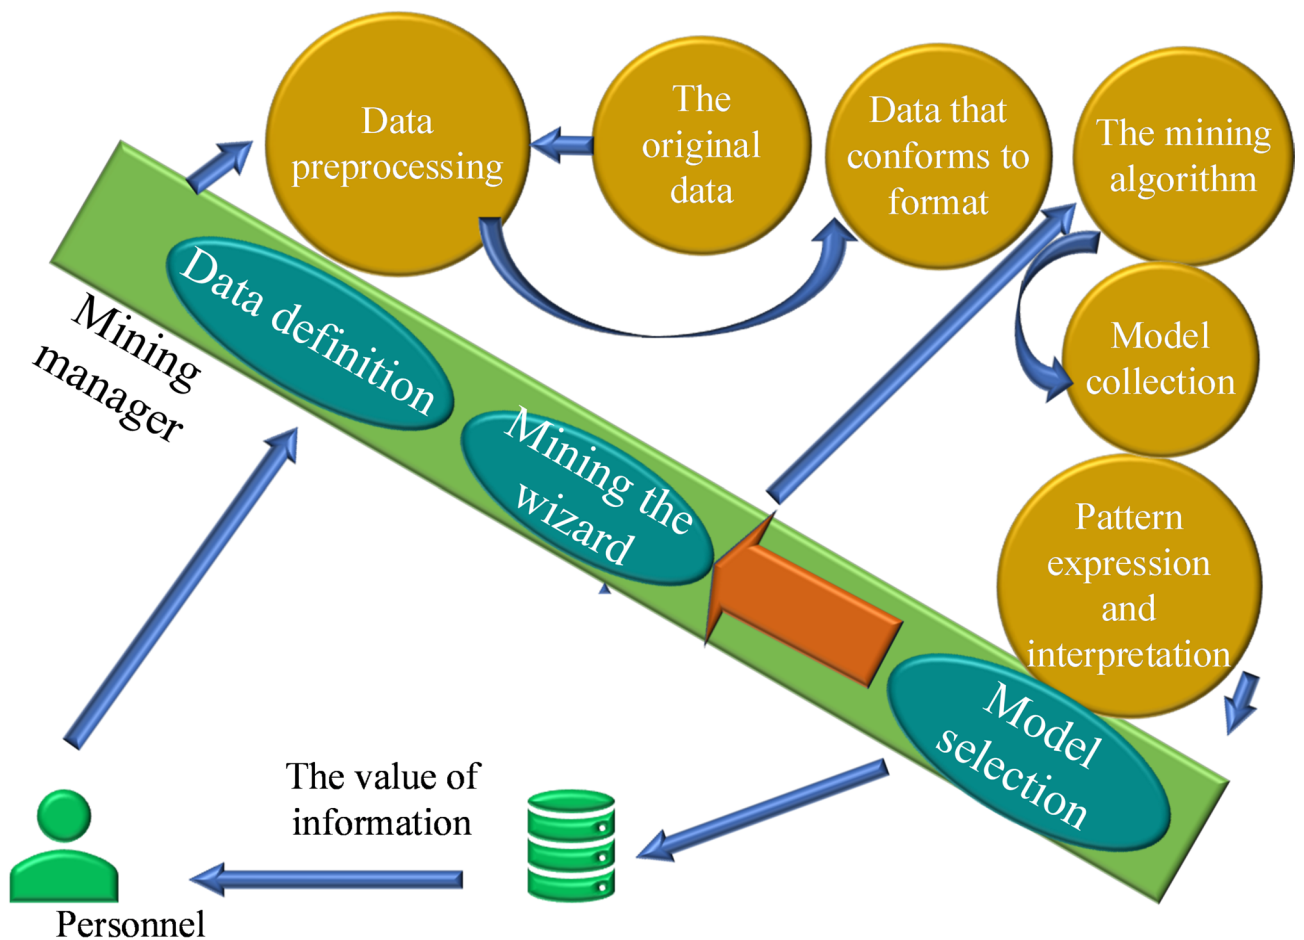 Data
preprocessing
The
original
data
Data that
conforms to
format
The mining
algorithm
Model
collection
Pattern
expression
and
interpretation
Mining
manager
Data definition
Mining the
wizard
Model
selection
The value of
information
Personnel